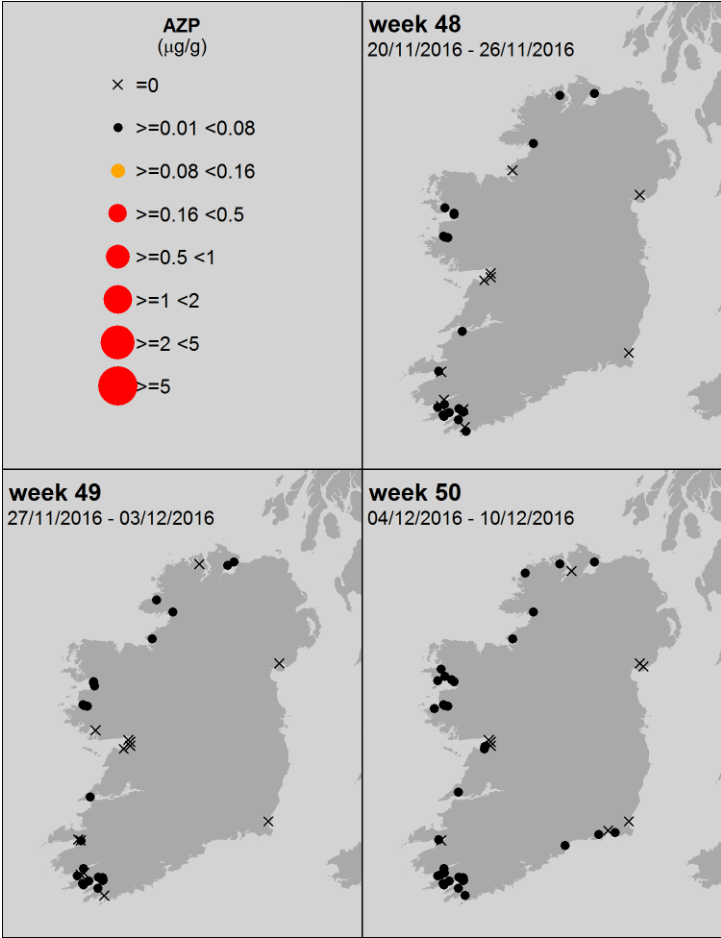 AZP
(μg/g)
=0
>=0.01 <0.08
>=0.08 <0.16
>=0.16 <0.5
>=0.5 <1
>=1 <2
>=2 <5
>=5
week 48
20/11/2016 - 26/11/2016
week 49
27/11/2016 - 03/12/2016
week 50
04/12/2016 - 10/12/2016